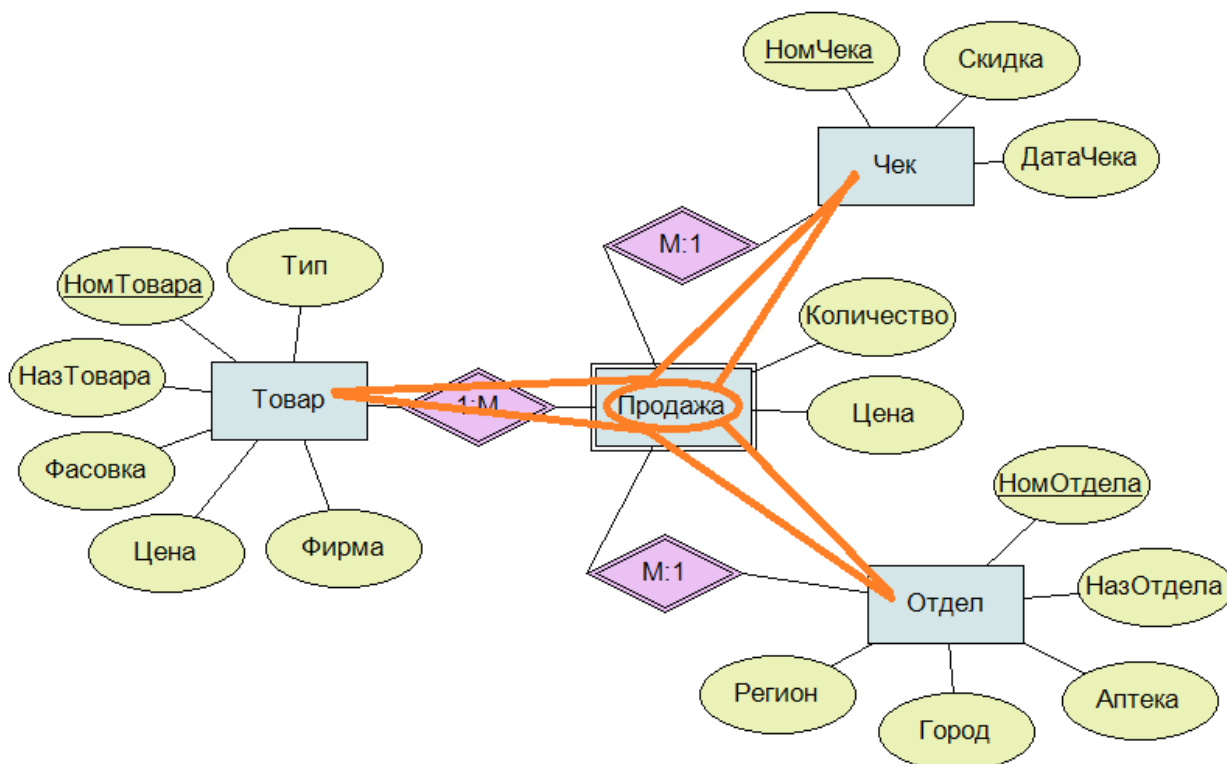 НомЧека
Скидка
Чек
ДатаЧека
М:1
НомТовара
Тип
НазТовара
Товар
Фасовка
Цена
Фирма
1:М
Продажа
Количество
Цена
М:1
НомОтдела
Отдел
НазОтдела
Регион
Город
Аптека